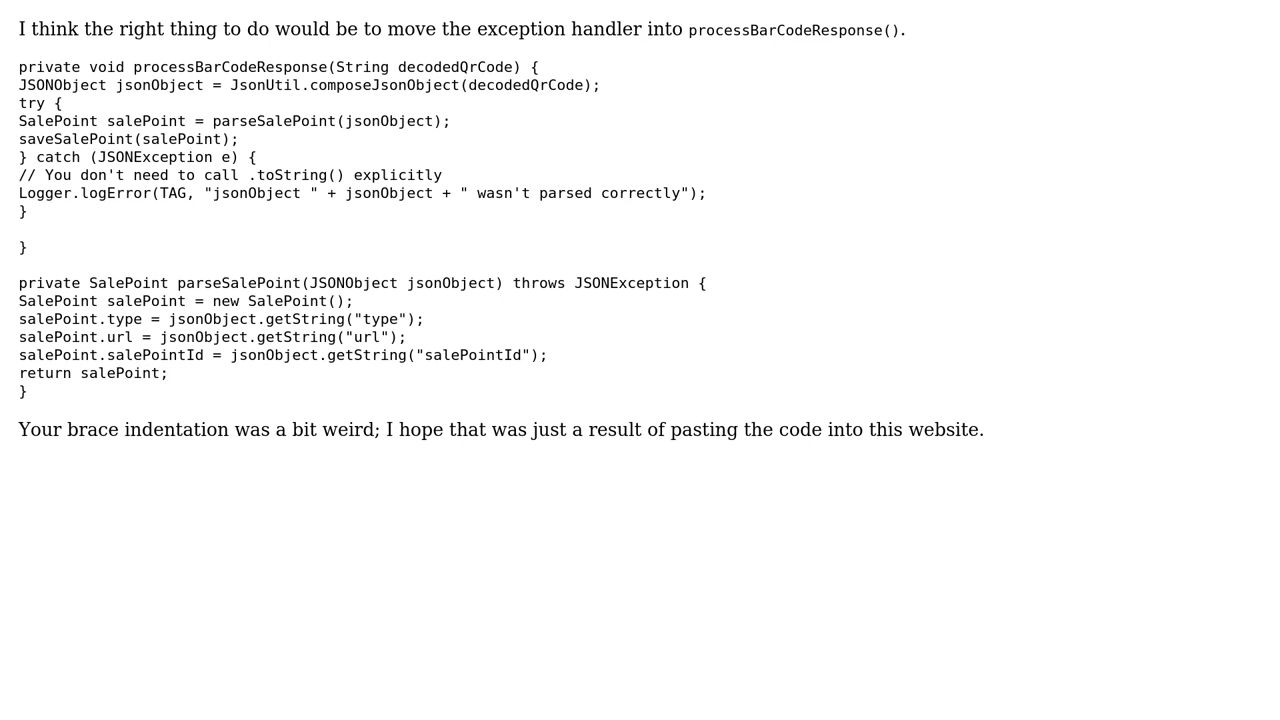 I think the right thing to do would be to move the exception handler into processBarCodeResponse().
private void processBarCodeResponse(String decodedQrCode) {
JSONObject jsonObject = JsonUtil.composeJsonObject(decodedQrCode);
try {
SalePoint salePoint = parseSalePoint(jsonObject);
saveSalePoint(salePoint);
} catch (JSONException e) {
// You don't need to call .toString() explicitly
Logger.logError(TAG, "jsonObject " + jsonObject + " wasn't parsed correctly");
}
}
private SalePoint parseSalePoint(JSONObject jsonObject) throws JSONException {
SalePoint salePoint = new SalePoint();
salePoint.type = jsonObject.getString("type");
salePoint.url = jsonObject.getString("url");
salePoint.salePointId = jsonObject.getString("salePointId");
return salePoint;
}
Your brace indentation was a bit weird; I hope that was just a result of pasting the code into this website.